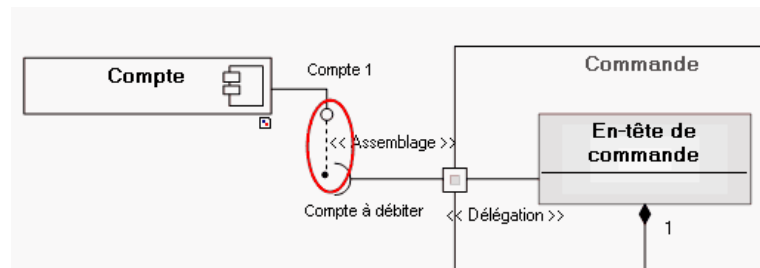 Compte
Compte 1
Commande
En-tête de
commande
<< Assemblage >>
Compte à débiter
<< Délégation >>
1